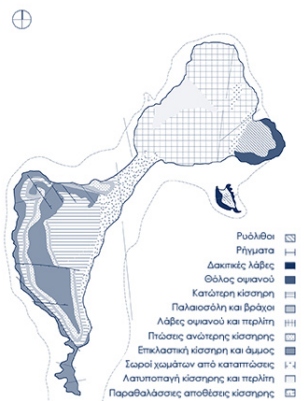 Ρυόλιθοι
Ρήγματα
Δακιτικές λάβες
Θόλος οψιανού
Κατώτερη κίσσηρη
Παλαιοσόλη και βράχοι
Λάβες οψιανού και περλίτη
Πτώσεις ανώτερης κίσσηρης
Επικλαστική κίσσηρη και άμμος
Σωροί χωμάτων από καταπτώσεις
Λατυποπαγή κίσσηρης και περλίτη
Παραθαλάσσιες αποθέσεις κίσσηρης